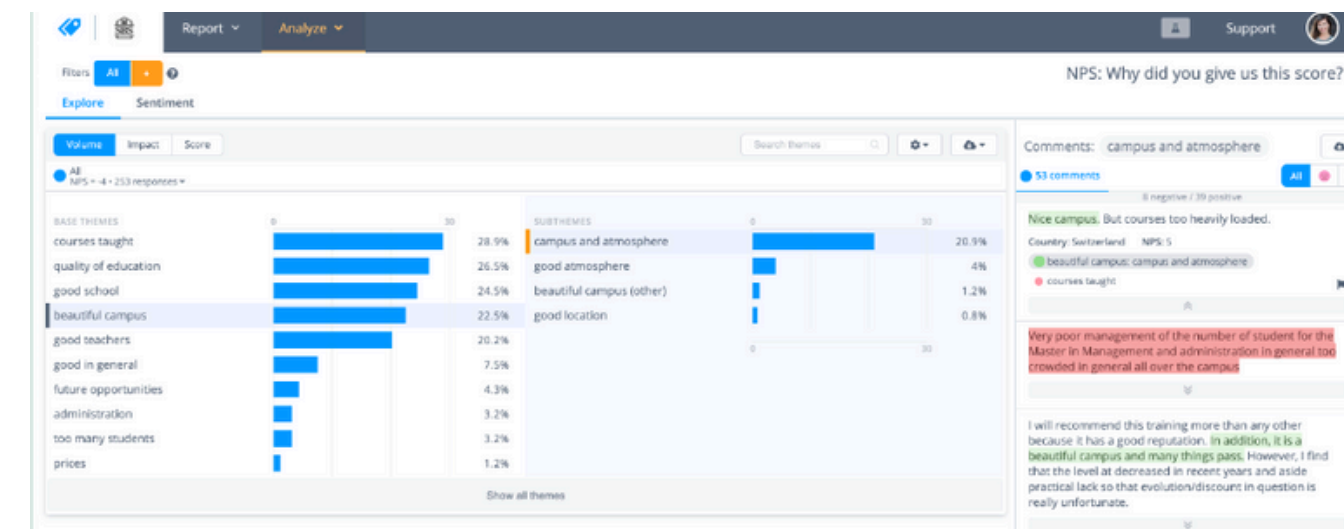 Report Analyze Support
Filters All + ?
NPS: Why did you give us this score?
Explore Sentiment
Volume Impact Score Search themes
All
NPS = -4 • 253 responses
BASE THEMES 0 30
courses taught 28.9%
quality of education 26.5%
good school 24.5%
beautiful campus 22.5%
good teachers 20.2%
good in general 7.5%
future opportunities 4.3%
administration 3.2%
too many students 3.2%
prices 1.2%
SUBTHEMES 0 30
campus and atmosphere 20.9%
good atmosphere 4%
beautiful campus (other) 1.2%
good location 0.8%
0 30
Show all themes
Comments: campus and atmosphere
53 comments All
8 negative / 39 positive
Nice campus. But courses too heavily loaded.
Country: Switzerland NPS: 5
beautiful campus: campus and atmosphere
courses taught
Very poor management of the number of student for the
Master in Management and administration in general too
crowded in general all over the campus
I will recommend this training more than any other
because it has a good reputation. In addition, it is a
beautiful campus and many things pass. However, I find
that the level at decreased in recent years and aside
practical lack so that evolution/discount in question is
really unfortunate.